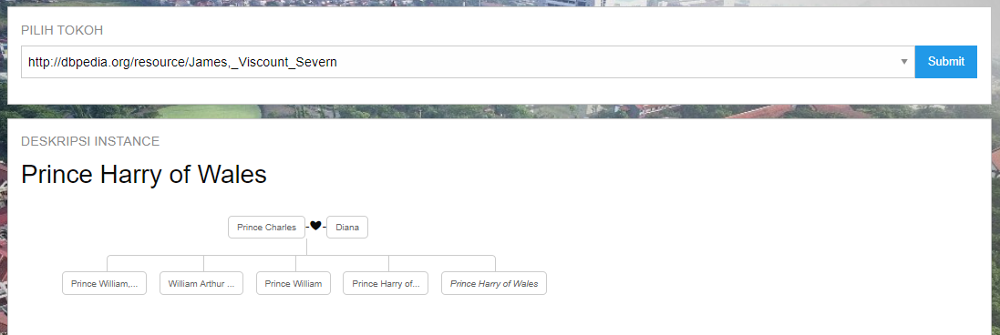 PILIH TOKOH
http://dbpedia.org/resource/James,_Viscount_Severn
Submit
DESKRIPSI INSTANCE
Prince Harry of Wales
Prince Charles
Diana
Prince William,...
William Arthur ...
Prince William
Prince Harry of...
Prince Harry of Wales